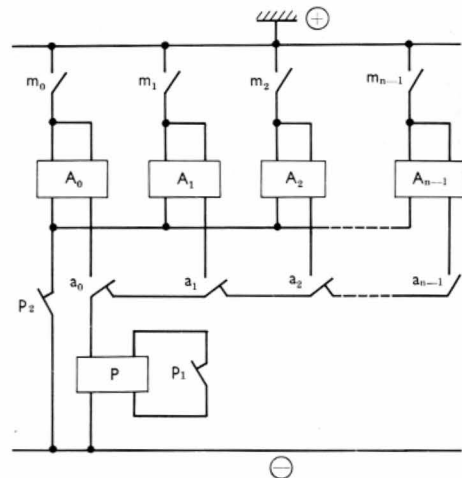 +
m₀ m₁ m₂ mₙ₋₁
A₀ A₁ A₂ Aₙ₋₁
a₀ a₁ a₂ aₙ₋₁
P₂
P P₁
−